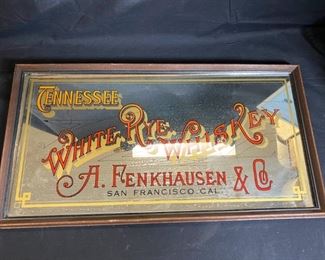 TENNESSEE
WHITE RYE WHISKEY
A. FENKHAUSEN & CO
SAN FRANCISCO. CAL.